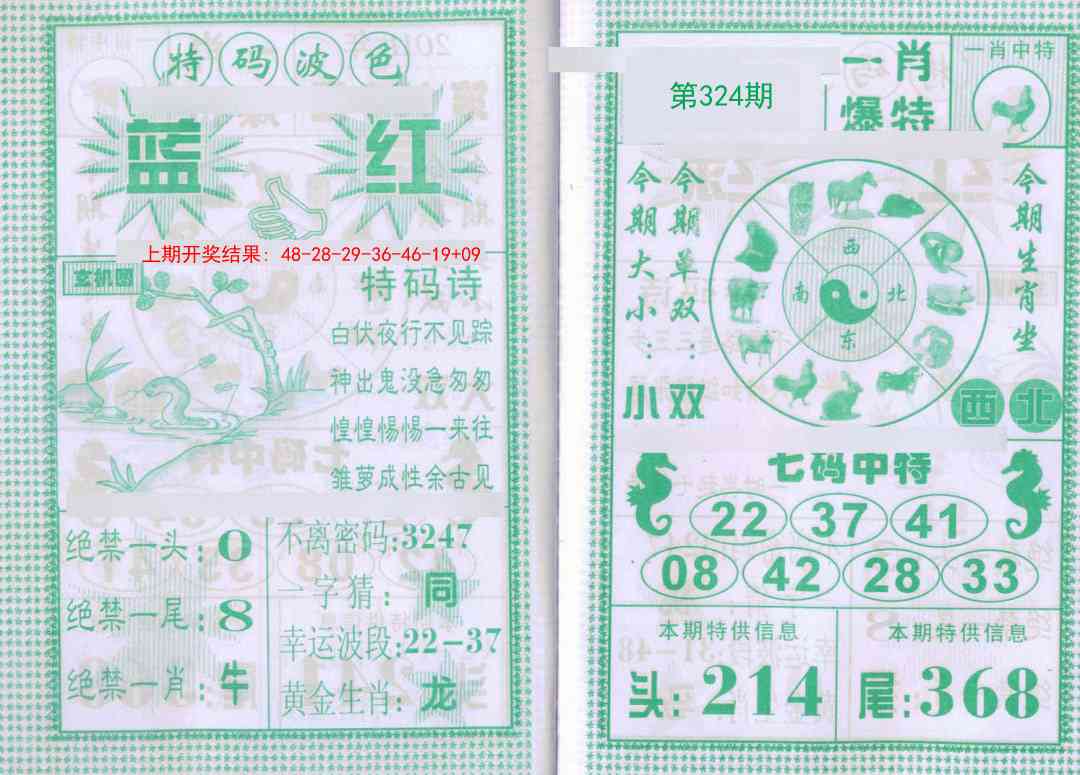 特码波色
蓝 红
上期开奖结果: 48-28-29-36-46-19+09
玄机图
特码诗
白伏夜行不见踪
神出鬼没急匆匆
惶惶惕惕一来往
雏萝成性余古见
绝禁一头:0
绝禁一尾:8
绝禁一肖:牛
不离密码:3247
一字猜:同
幸运波段:22-37
黄金生肖:龙
第324期
一肖
爆特
一肖中特
今期大小:
小
今期单双:
双
西
南 北
东
今期生肖坐
西北
七码中特
22 37 41
08 42 28 33
本期特供信息
头:214
本期特供信息
尾:368